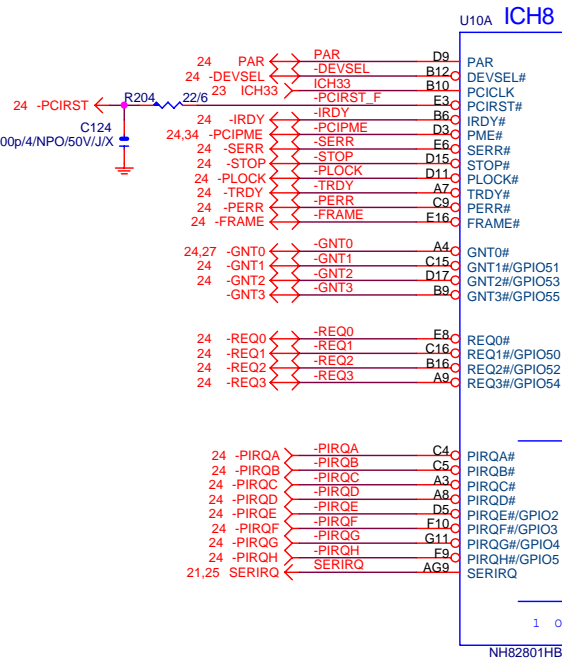 U10A ICH8
24 PAR PAR D9 PAR
24 -DEVSEL -DEVSEL B12 DEVSEL#
23 ICH33 ICH33 B10 PCICLK
24 -PCIRST R204 22/6 -PCIRST_F E3 PCIRST#
24 -IRDY -IRDY B6 IRDY#
C124
00p/4/NPO/50V/J/X
24,34 -PCIPME -PCIPME D3 PME#
24 -SERR -SERR E6 SERR#
24 -STOP -STOP D15 STOP#
24 -PLOCK -PLOCK D11 PLOCK#
24 -TRDY -TRDY A7 TRDY#
24 -PERR -PERR C9 PERR#
24 -FRAME -FRAME E16 FRAME#
24,27 -GNT0 -GNT0 A4 GNT0#
24 -GNT1 -GNT1 C15 GNT1#/GPIO51
24 -GNT2 -GNT2 D17 GNT2#/GPIO53
-GNT3 -GNT3 B9 GNT3#/GPIO55
24 -REQ0 -REQ0 E8 REQ0#
24 -REQ1 -REQ1 C16 REQ1#/GPIO50
24 -REQ2 -REQ2 B16 REQ2#/GPIO52
24 -REQ3 -REQ3 A9 REQ3#/GPIO54
24 -PIRQA -PIRQA C4 PIRQA#
24 -PIRQB -PIRQB C5 PIRQB#
24 -PIRQC -PIRQC A3 PIRQC#
24 -PIRQD -PIRQD A8 PIRQD#
24 -PIRQE -PIRQE D5 PIRQE#/GPIO2
24 -PIRQF -PIRQF F10 PIRQF#/GPIO3
24 -PIRQG -PIRQG G11 PIRQG#/GPIO4
24 -PIRQH -PIRQH F9 PIRQH#/GPIO5
21,25 SERIRQ SERIRQ AG9 SERIRQ
1 O
NH82801HB